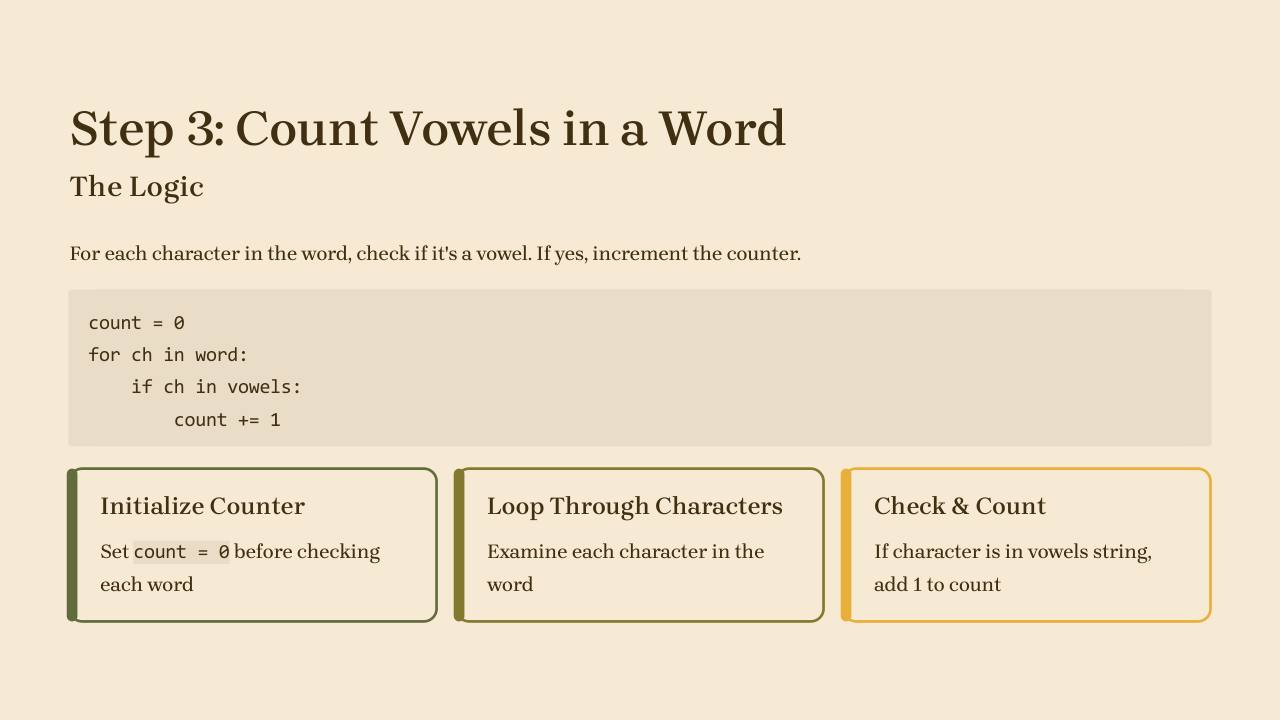 Step 3: Count Vowels in a Word
The Logic
For each character in the word, check if it's a vowel. If yes, increment the counter.
count = 0
for ch in word:
    if ch in vowels:
        count += 1
Initialize Counter
Set count = 0 before checking
each word
Loop Through Characters
Examine each character in the
word
Check & Count
If character is in vowels string,
add 1 to count